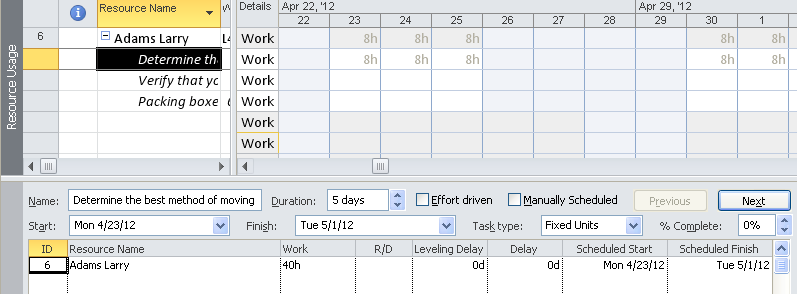 Resource Name Details Apr 22, '12 Apr 29, '12
22 23 24 25 26 27 28 29 30 1
6 Adams Larry Work 8h 8h 8h 8h 8h
Determine th Work 8h 8h 8h 8h 8h
Verify that yo Work
Packing boxe Work
Work
Work
Resource Usage
Name: Determine the best method of moving Duration: 5 days Effort driven Manually Scheduled Previous Next
Start: Mon 4/23/12 Finish: Tue 5/1/12 Task type: Fixed Units % Complete: 0%
ID Resource Name Work R/D Leveling Delay Delay Scheduled Start Scheduled Finish
6 Adams Larry 40h 0d 0d Mon 4/23/12 Tue 5/1/12